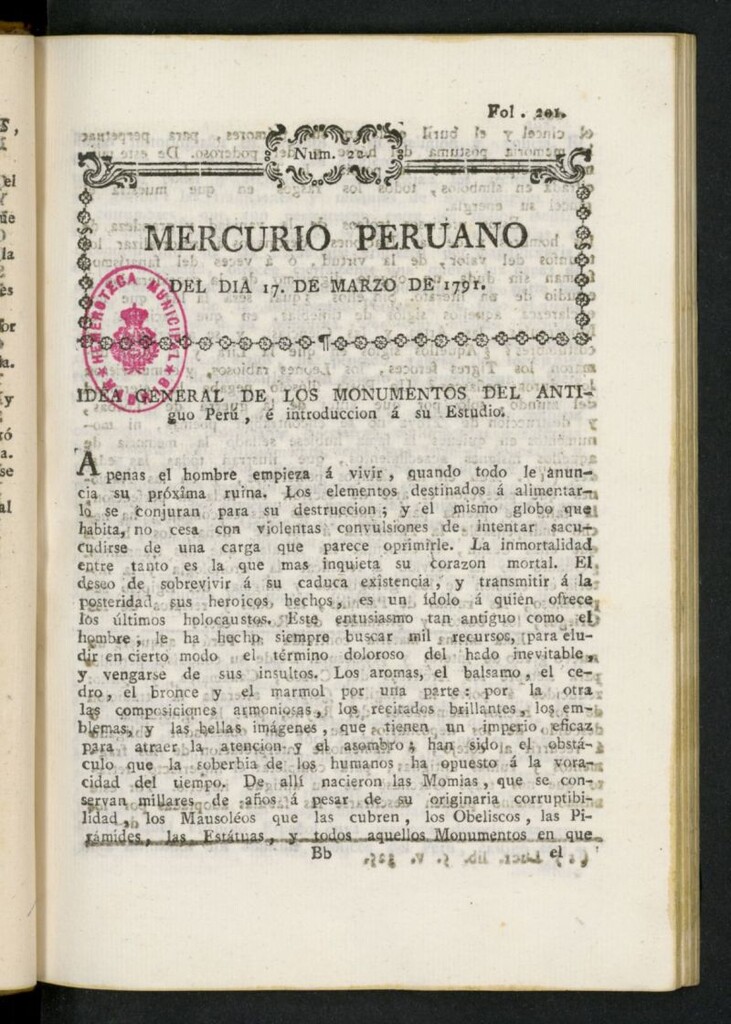 Fol. 201.
Num. 22.
MERCURIO PERUANO
DEL DIA 17. DE MARZO DE 1791.
HEMEROTECA MUNICIPAL
MADRID
IDEA GENERAL DE LOS MONUMENTOS DEL ANTI-
guo Perú, é introduccion á su Estudio.
Apenas el hombre empieza á vivir, quando todo le anun-
cia su próxima ruina. Los elementos destinados á alimentar-
lo se conjuran para su destruccion; y el mismo globo que
habita, no cesa con violentas convulsiones de intentar sacu-
cudirse de una carga que parece oprimirle. La inmortalidad
entre tanto es la que mas inquieta su corazon mortal. El
deseo de sobrevivir á su caduca existencia, y transmitir á la
posteridad sus heroicos hechos, es un ídolo á quien ofrece
los últimos holocaustos. Este entusiasmo tan antiguo como el
hombre, le ha hecho siempre buscar mil recursos, para elu-
dir en cierto modo el término doloroso del hado inevitable,
y vengarse de sus insultos. Los aromas, el balsamo, el ce-
dro, el bronce y el marmol por una parte: por la otra
las composiciones armoniosas, los recitados brillantes, los em-
blemas, y las bellas imágenes, que tienen un imperio eficaz
para atraer la atencion y el asombro; han sido el obstá-
culo que la soberbia de los humanos ha opuesto á la vora-
cidad del tiempo. De allí nacieron las Momias, que se con-
servan millares de años á pesar de su originaria corruptibi-
lidad, los Mausoléos que las cubren, los Obeliscos, las Pi-
rámides, las Estátuas, y todos aquellos Monumentos en que
Bb el